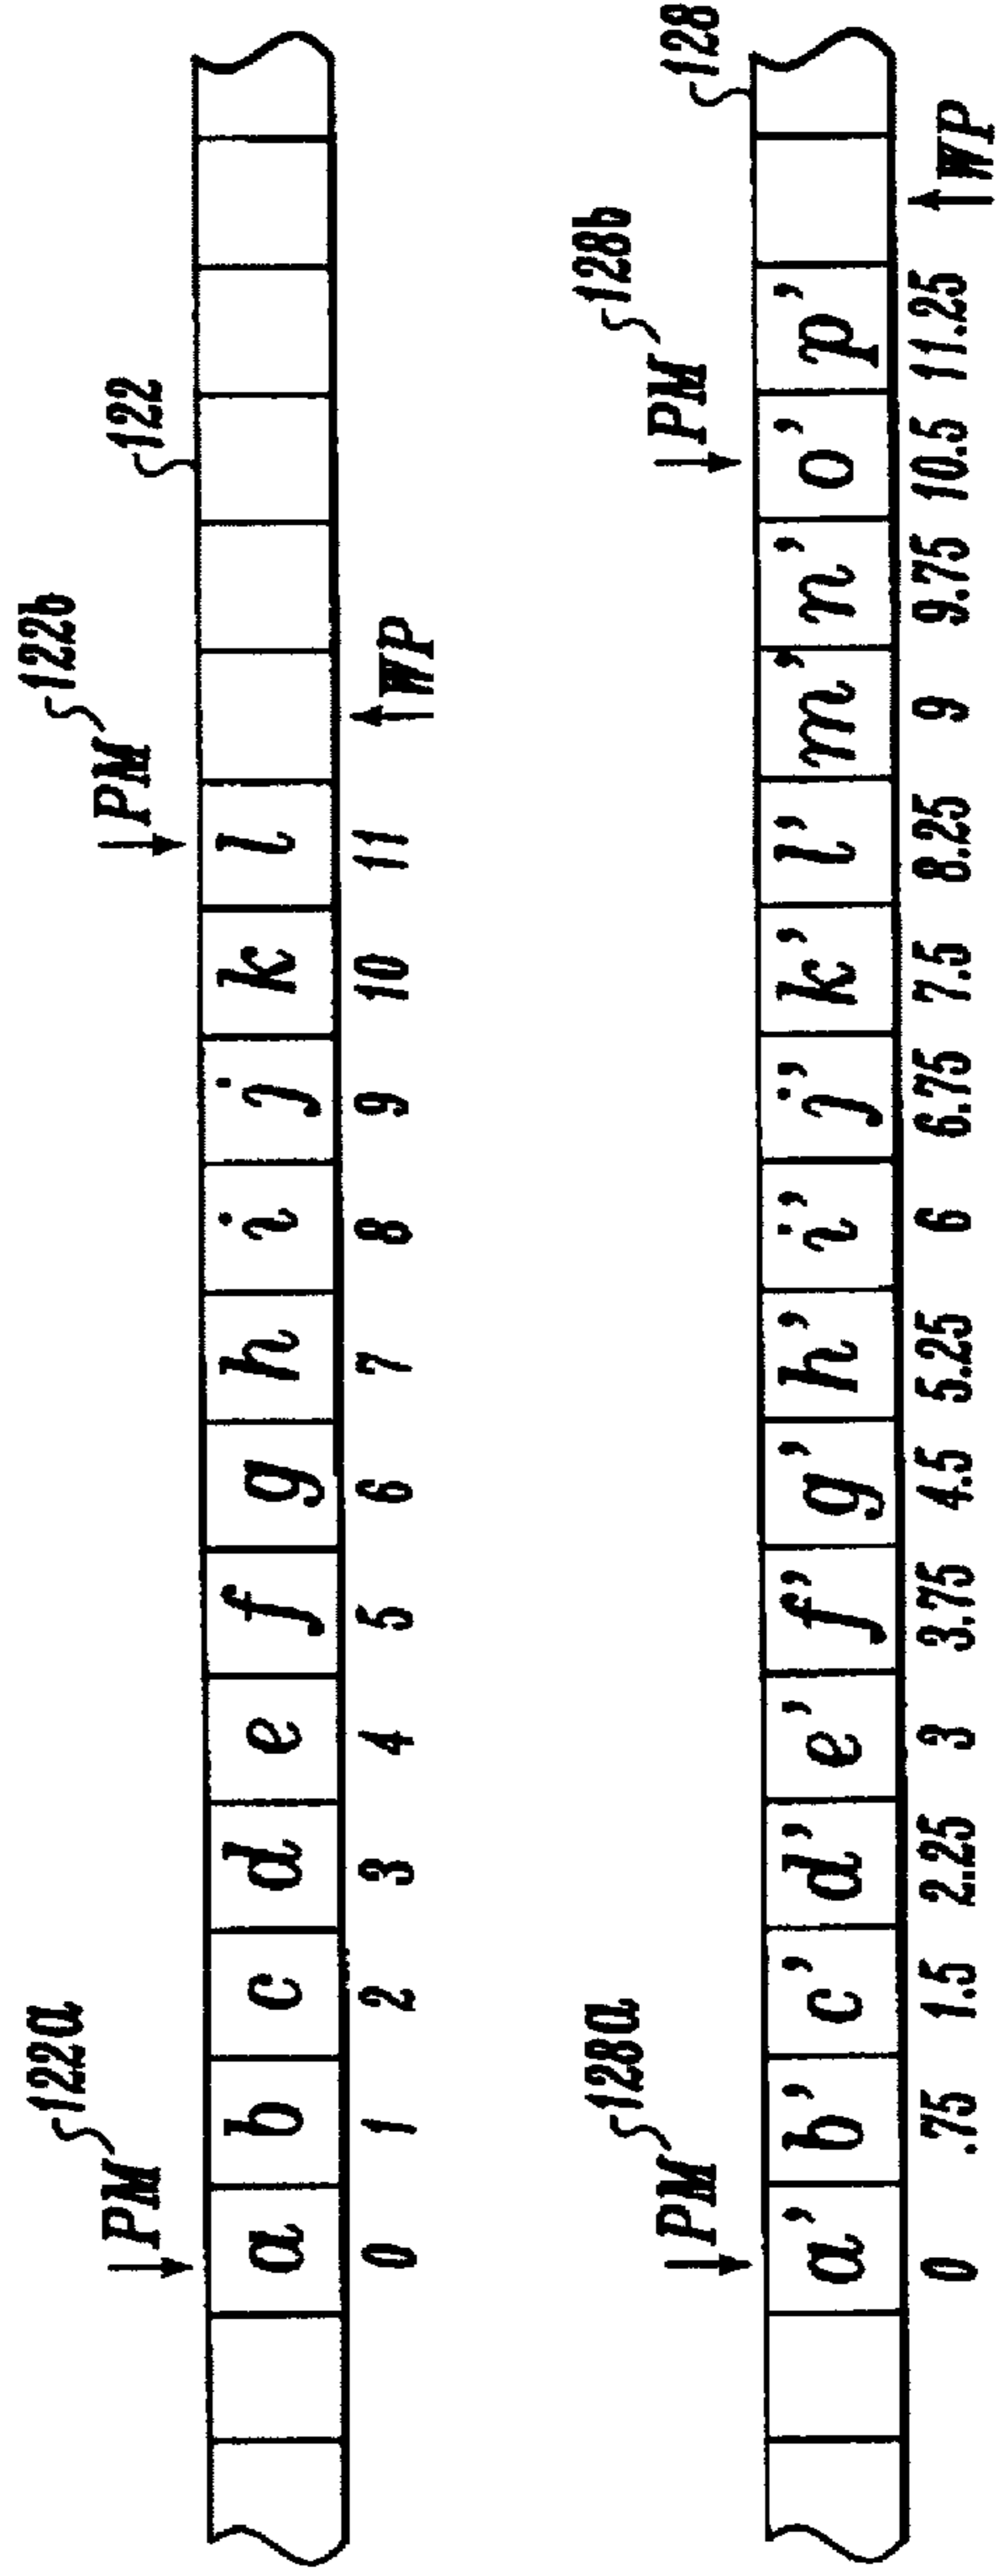 122a
122b
PM
PM
122
a b c d e f g h i j k l
0 1 2 3 4 5 6 7 8 9 10 11
WP
128a
128b
PM
PM
128
a' b' c' d' e' f' g' h' i' j' k' l' m' n' o' p'
0 .75 1.5 2.25 3 3.75 4.5 5.25 6 6.75 7.5 8.25 9 9.75 10.5 11.25
WP